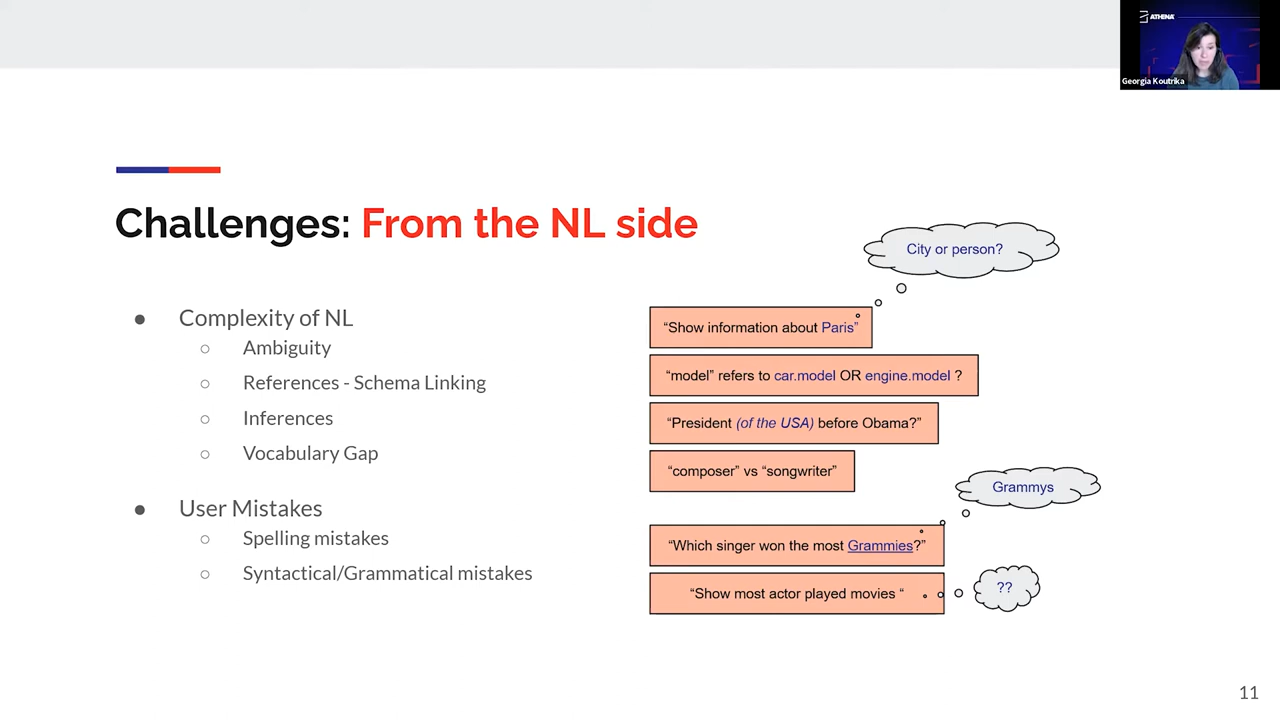 ATHENA
Georgia Koutrika
Challenges: From the NL side
● Complexity of NL
○ Ambiguity
○ References - Schema Linking
○ Inferences
○ Vocabulary Gap
● User Mistakes
○ Spelling mistakes
○ Syntactical/Grammatical mistakes
City or person?
“Show information about Paris”
“model” refers to car.model OR engine.model ?
“President (of the USA) before Obama?”
“composer” vs “songwriter”
Grammys
“Which singer won the most Grammies?”
“Show most actor played movies “
??
11